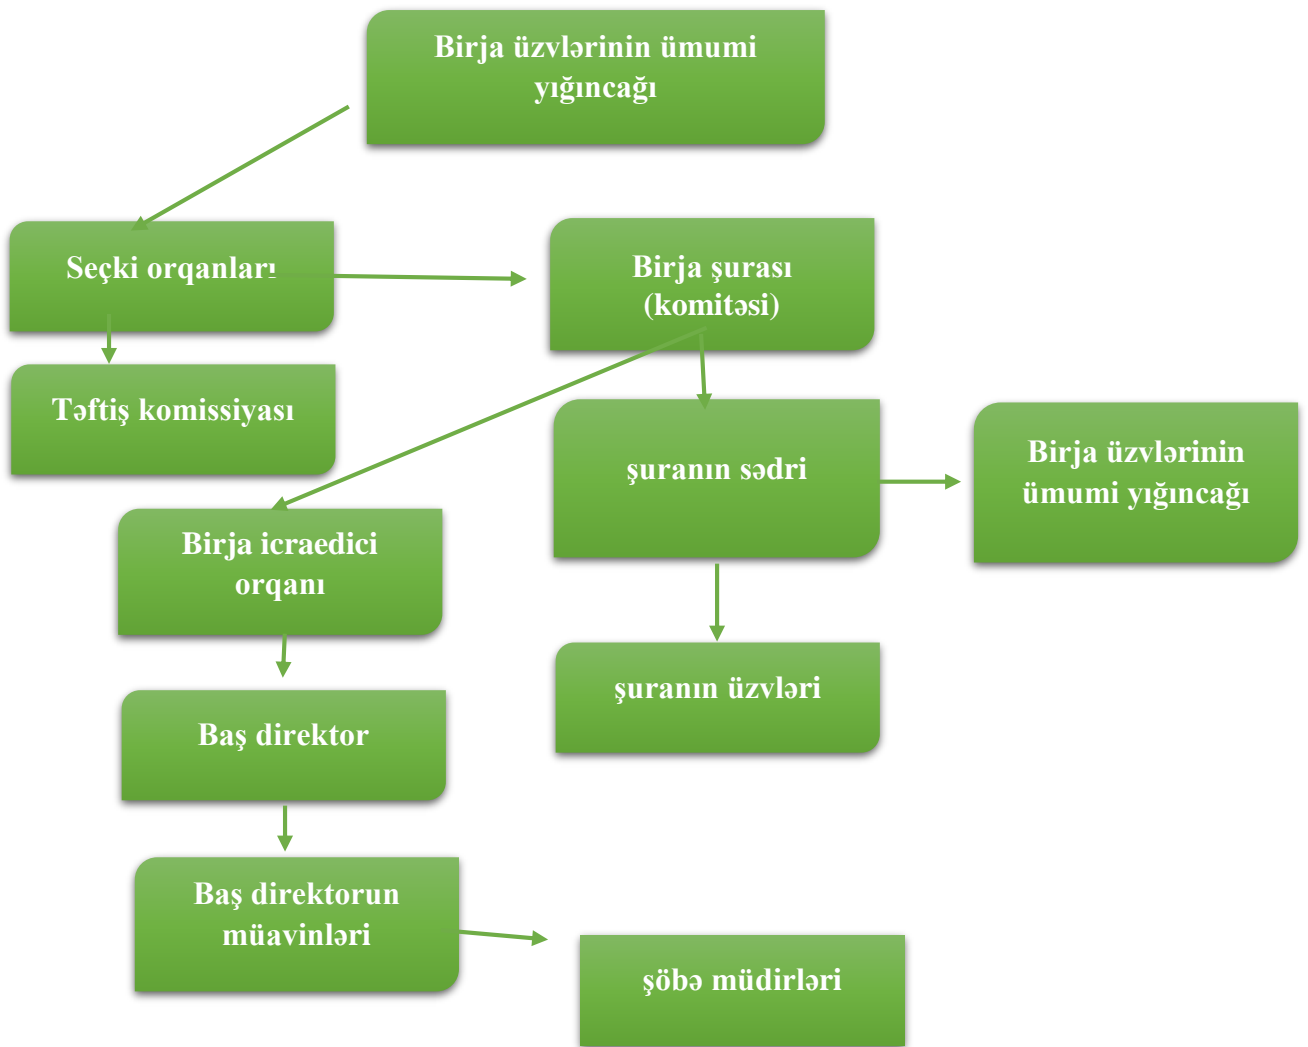 Birja üzvlərinin ümumi
yığıncağı
Seçki orqanları
Birja şurası
(komitəsi)
Təftiş komissiyası
şuranın sədri
Birja üzvlərinin
ümumi yığıncağı
Birja icraedici
orqanı
şuranın üzvləri
Baş direktor
Baş direktorun
müavinləri
şöbə müdirləri